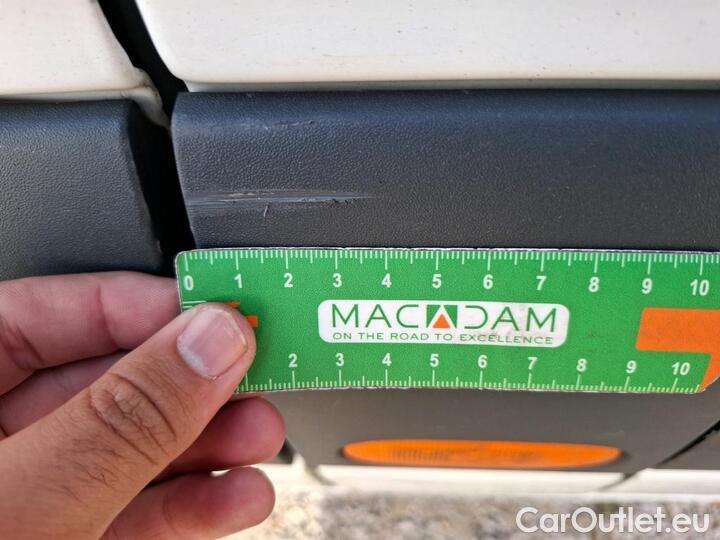 0 1 2 3 4 5 6 7 8 9 10
MACADAM
ON THE ROAD TO EXCELLENCE
2 3 4 5 6 7 8 9 10
CarOutlet.eu